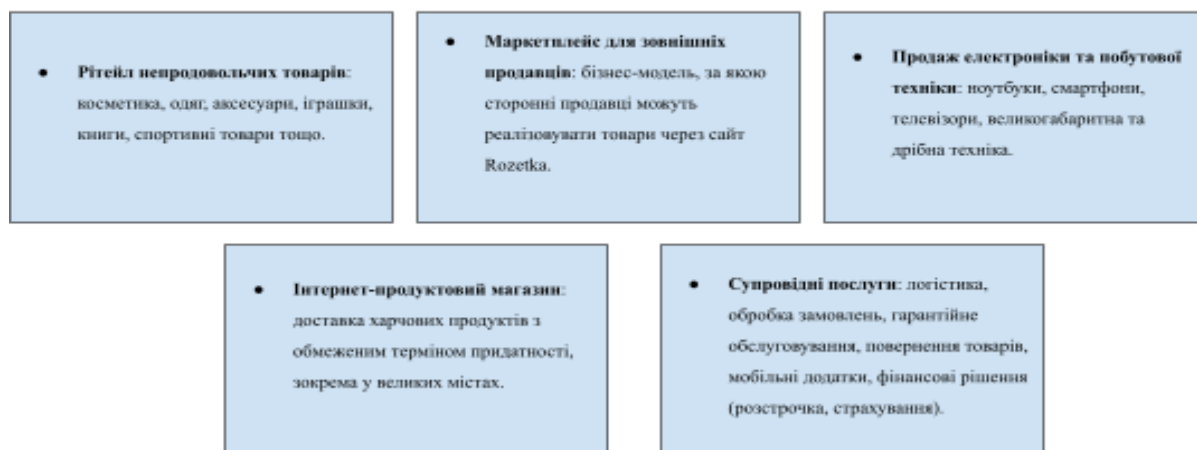 ● Рітейл непродовольчих товарів:
косметика, одяг, аксесуари, іграшки,
книги, спортивні товари тощо.
● Маркетплейс для зовнішніх
продавців: бізнес-модель, за якою
сторонні продавці можуть
реалізовувати товари через сайт
Rozetka.
● Продаж електроніки та побутової
техніки: ноутбуки, смартфони,
телевізори, великогабаритна та
дрібна техніка.
● Інтернет-продуктовий магазин:
доставка харчових продуктів з
обмеженим терміном придатності,
зокрема у великих містах.
● Супровідні послуги: логістика,
обробка замовлень, гарантійне
обслуговування, повернення товарів,
мобільні додатки, фінансові рішення
(розстрочка, страхування).